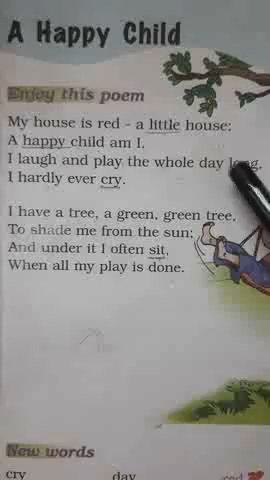 A Happy Child
Enjoy this poem
My house is red - a little house;
A happy child am I,
I laugh and play the whole day long,
I hardly ever cry.
I have a tree, a green, green tree,
To shade me from the sun;
And under it I often sit,
When all my play is done.
New words
cry day red